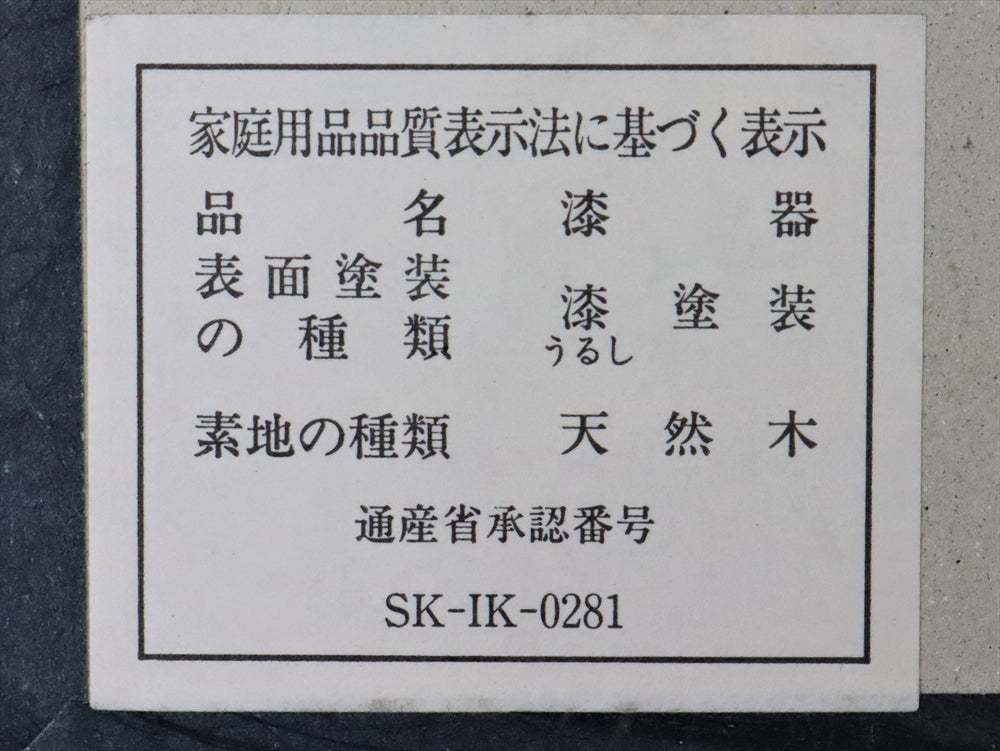 家庭用品品質表示法に基づく表示
品名 漆器
表面塗装の種類 漆塗装
うるし
素地の種類 天然木
通産省承認番号
SK-IK-0281